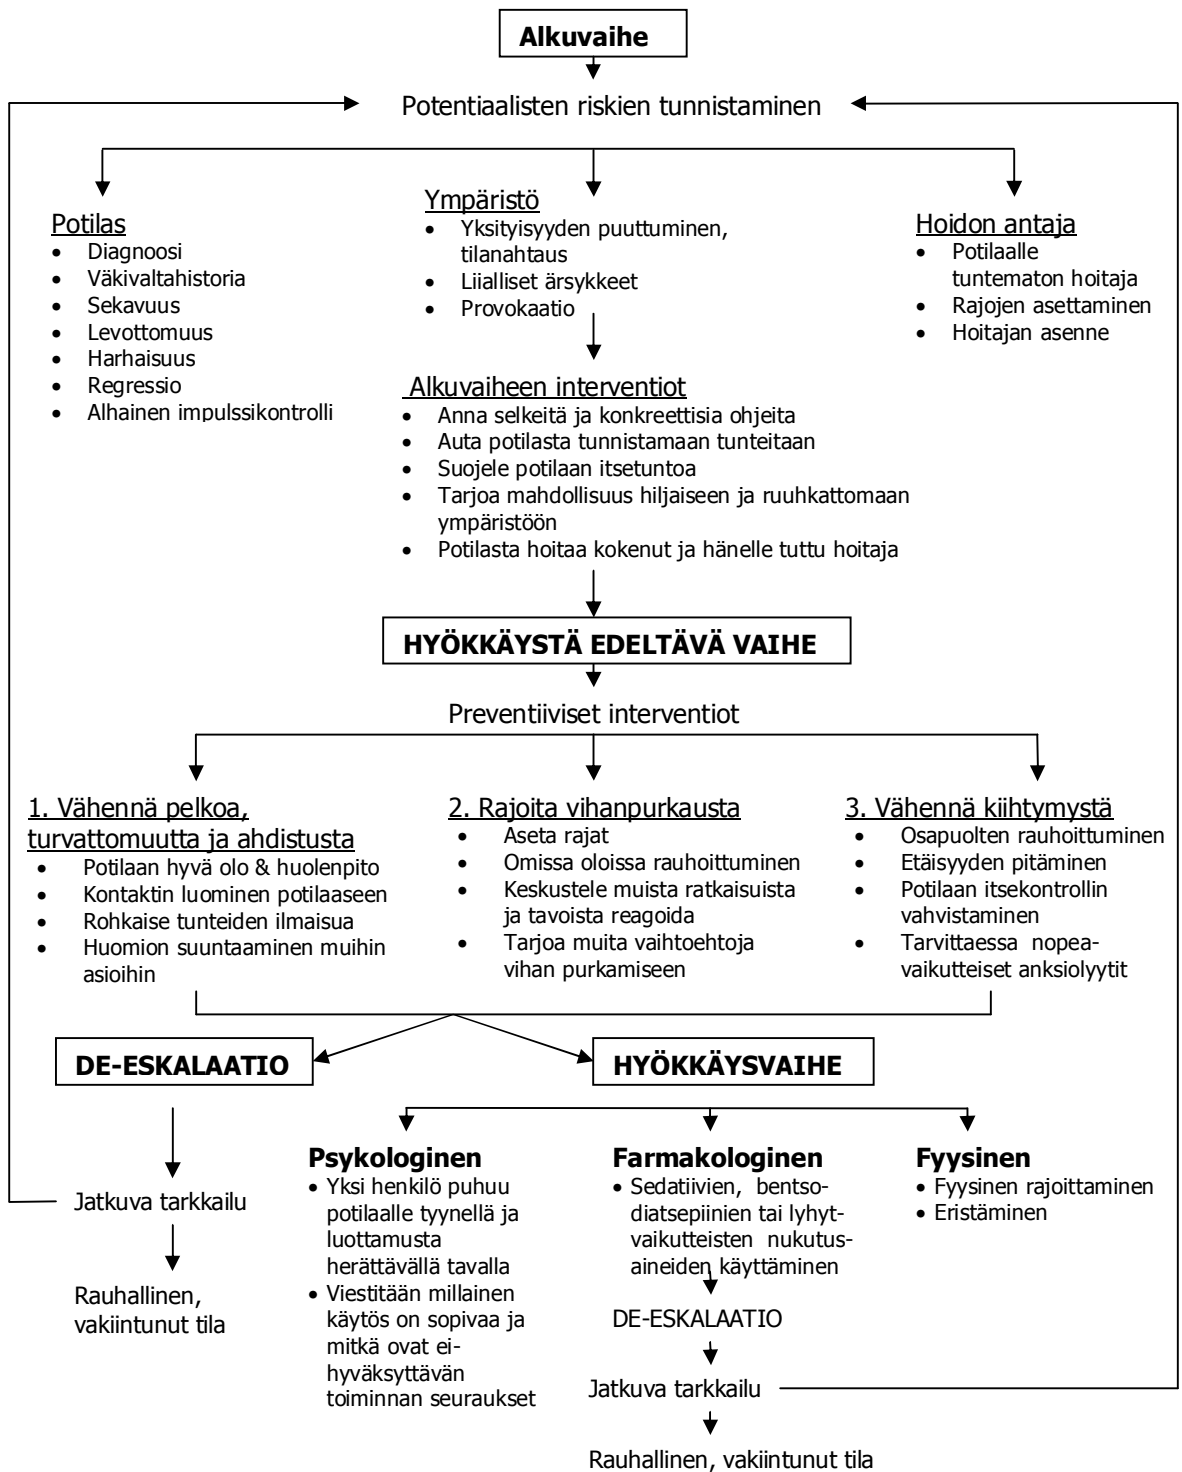 Alkuvaihe
Potentiaalisten riskien tunnistaminen
Potilas
• Diagnoosi
• Väkivaltahistoria
• Sekavuus
• Levottomuus
• Harhaisuus
• Regressio
• Alhainen impulssikontrolli
Ympäristö
• Yksityisyyden puuttuminen,
tilanahtaus
• Liialliset ärsykkeet
• Provokaatio
Hoidon antaja
• Potilaalle
tuntematon hoitaja
• Rajojen asettaminen
• Hoitajan asenne
Alkuvaiheen interventiot
• Anna selkeitä ja konkreettisia ohjeita
• Auta potilasta tunnistamaan tunteitaan
• Suojele potilaan itsetuntoa
• Tarjoa mahdollisuus hiljaiseen ja ruuhkattomaan
ympäristöön
• Potilasta hoitaa kokenut ja hänelle tuttu hoitaja
HYÖKKÄYSTÄ EDELTÄVÄ VAIHE
Preventiiviset interventiot
1. Vähennä pelkoa,
turvattomuutta ja ahdistusta
• Potilaan hyvä olo & huolenpito
• Kontaktin luominen potilaaseen
• Rohkaise tunteiden ilmaisua
• Huomion suuntaaminen muihin
asioihin
2. Rajoita vihanpurkausta
• Aseta rajat
• Omissa oloissa rauhoittuminen
• Keskustele muista ratkaisuista
ja tavoista reagoida
• Tarjoa muita vaihtoehtoja
vihan purkamiseen
3. Vähennä kiihtymystä
• Osapuolten rauhoittuminen
• Etäisyyden pitäminen
• Potilaan itsekontrollin
vahvistaminen
• Tarvittaessa nopea-
vaikutteiset anksiolyytit
DE-ESKALAATIO
HYÖKKÄYSVAIHE
Jatkuva tarkkailu
Rauhallinen,
vakiintunut tila
Psykologinen
• Yksi henkilö puhuu
potilaalle tyynellä ja
luottamusta
herättävällä tavalla
• Viestitään millainen
käytös on sopivaa ja
mitkä ovat ei-
hyväksyttävän
toiminnan seuraukset
Farmakologinen
• Sedatiivien, bentso-
diatsepiinien tai lyhyt-
vaikutteisten nukutus-
aineiden käyttäminen
DE-ESKALAATIO
Jatkuva tarkkailu
Rauhallinen, vakiintunut tila
Fyysinen
• Fyysinen rajoittaminen
• Eristäminen